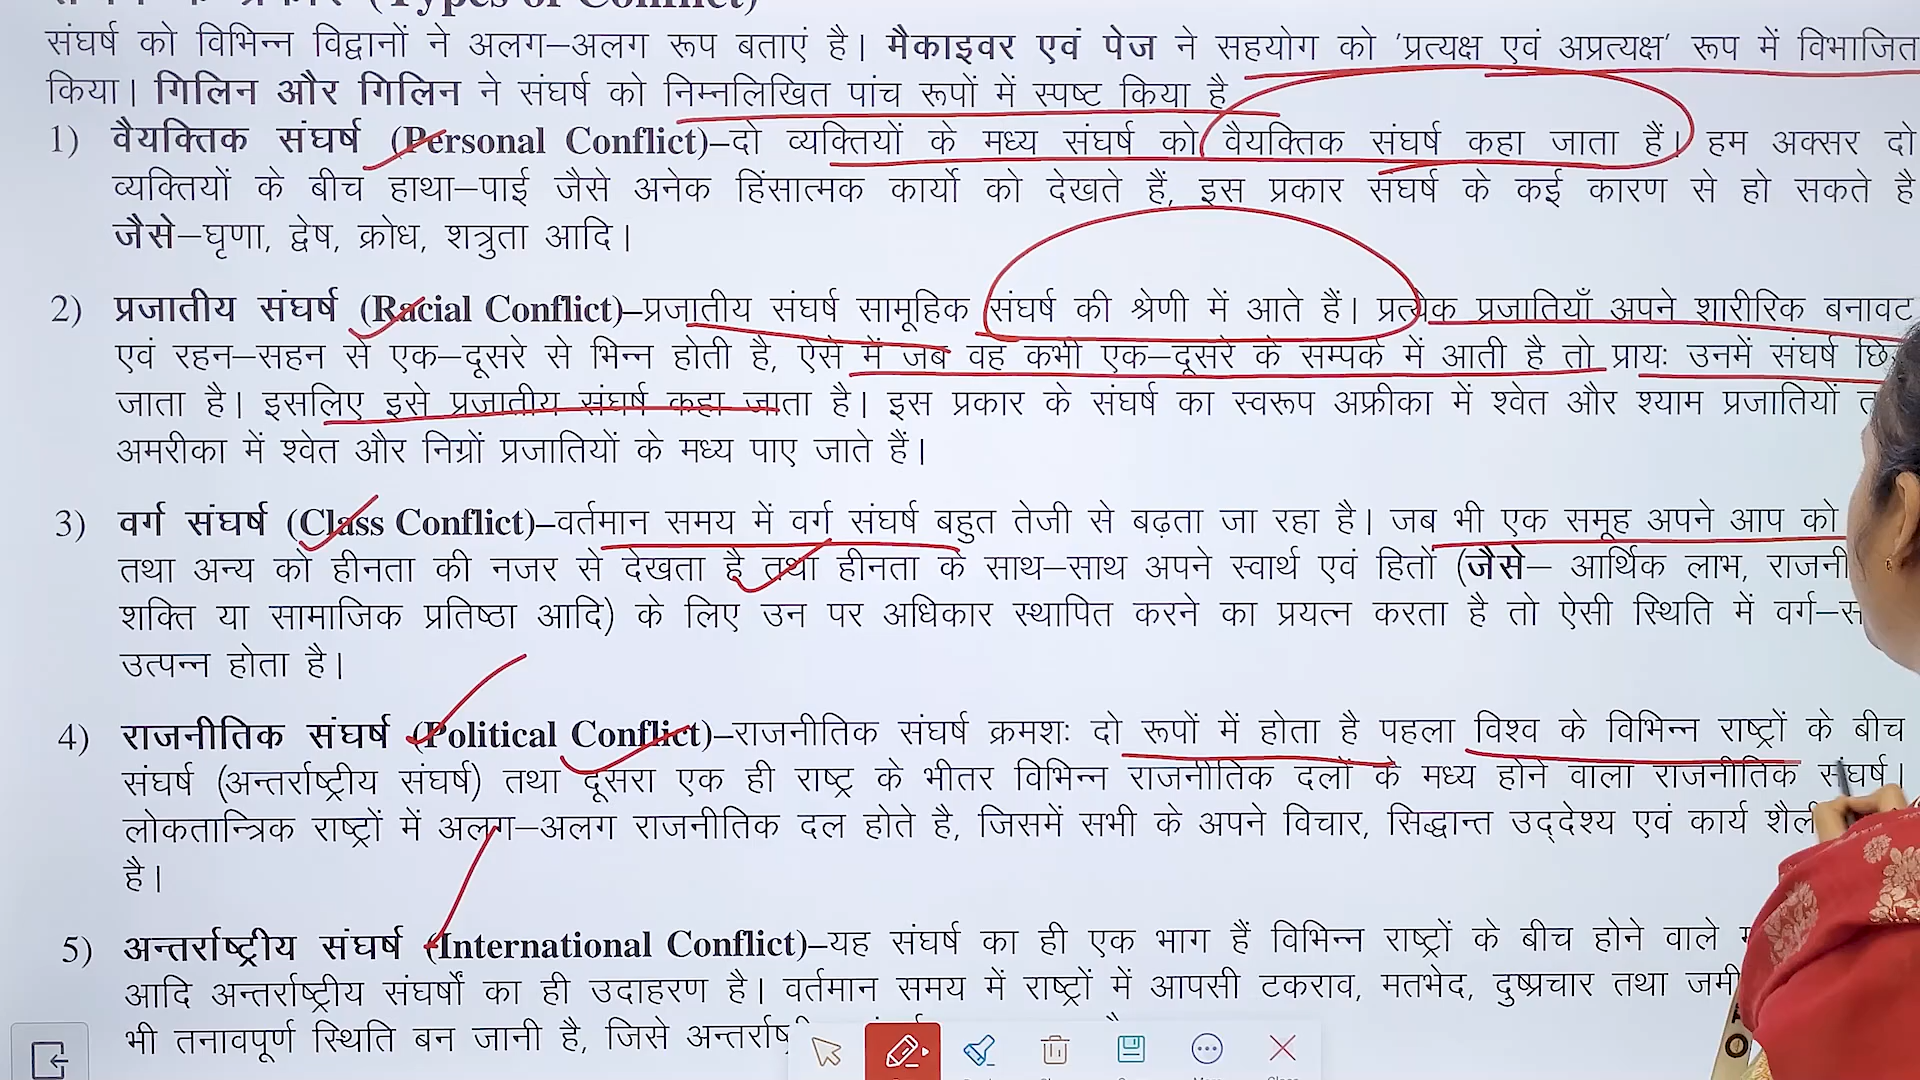 (Types of Conflict)
संघर्ष को विभिन्न विद्वानों ने अलग–अलग रूप बताएं है। मैकाइवर एवं पेज ने सहयोग को 'प्रत्यक्ष एवं अप्रत्यक्ष' रूप में विभाजित
किया। गिलिन और गिलिन ने संघर्ष को निम्नलिखित पांच रूपों में स्पष्ट किया है
1) वैयक्तिक संघर्ष (Personal Conflict)–दो व्यक्तियों के मध्य संघर्ष को वैयक्तिक संघर्ष कहा जाता हैं। हम अक्सर दो
व्यक्तियों के बीच हाथा–पाई जैसे अनेक हिंसात्मक कार्यो को देखते हैं, इस प्रकार संघर्ष के कई कारण से हो सकते है
जैसे–घृणा, द्वेष, क्रोध, शत्रुता आदि।
2) प्रजातीय संघर्ष (Racial Conflict)–प्रजातीय संघर्ष सामूहिक संघर्ष की श्रेणी में आते हैं। प्रत्येक प्रजातियाँ अपने शारीरिक बनावट
एवं रहन–सहन से एक–दूसरे से भिन्न होती है, ऐसे में जब वह कभी एक–दूसरे के सम्पर्क में आती है तो प्रायः उनमें संघर्ष
जाता है। इसलिए इसे प्रजातीय संघर्ष कहा जाता है। इस प्रकार के संघर्ष का स्वरूप अफ्रीका में श्वेत और श्याम प्रजातियों
अमरीका में श्वेत और निग्रों प्रजातियों के मध्य पाए जाते हैं।
3) वर्ग संघर्ष (Class Conflict)–वर्तमान समय में वर्ग संघर्ष बहुत तेजी से बढ़ता जा रहा है। जब भी एक समूह अपने आप को
तथा अन्य को हीनता की नजर से देखता है तथा हीनता के साथ–साथ अपने स्वार्थ एवं हितों (जैसे– आर्थिक लाभ,
शक्ति या सामाजिक प्रतिष्ठा आदि) के लिए उन पर अधिकार स्थापित करने का प्रयत्न करता है तो ऐसी स्थिति में वर्ग–
उत्पन्न होता है।
4) राजनीतिक संघर्ष (Political Conflict)–राजनीतिक संघर्ष क्रमशः दो रूपों में होता है पहला विश्व के विभिन्न राष्ट्रों के बीच
संघर्ष (अन्तर्राष्ट्रीय संघर्ष) तथा दूसरा एक ही राष्ट्र के भीतर विभिन्न राजनीतिक दलों के मध्य होने वाला राजनीतिक संघर्ष।
लोकतान्त्रिक राष्ट्रों में अलग–अलग राजनीतिक दल होते है, जिसमें सभी के अपने विचार, सिद्धान्त उद्देश्य एवं कार्य
है।
5) अन्तर्राष्ट्रीय संघर्ष (International Conflict)–यह संघर्ष का ही एक भाग हैं विभिन्न राष्ट्रों के बीच होने वाले
आदि अन्तर्राष्ट्रीय संघर्षों का ही उदाहरण है। वर्तमान समय में राष्ट्रों में आपसी टकराव, मतभेद, दुष्प्रचार तथा
भी तनावपूर्ण स्थिति बन जानी है, जिसे